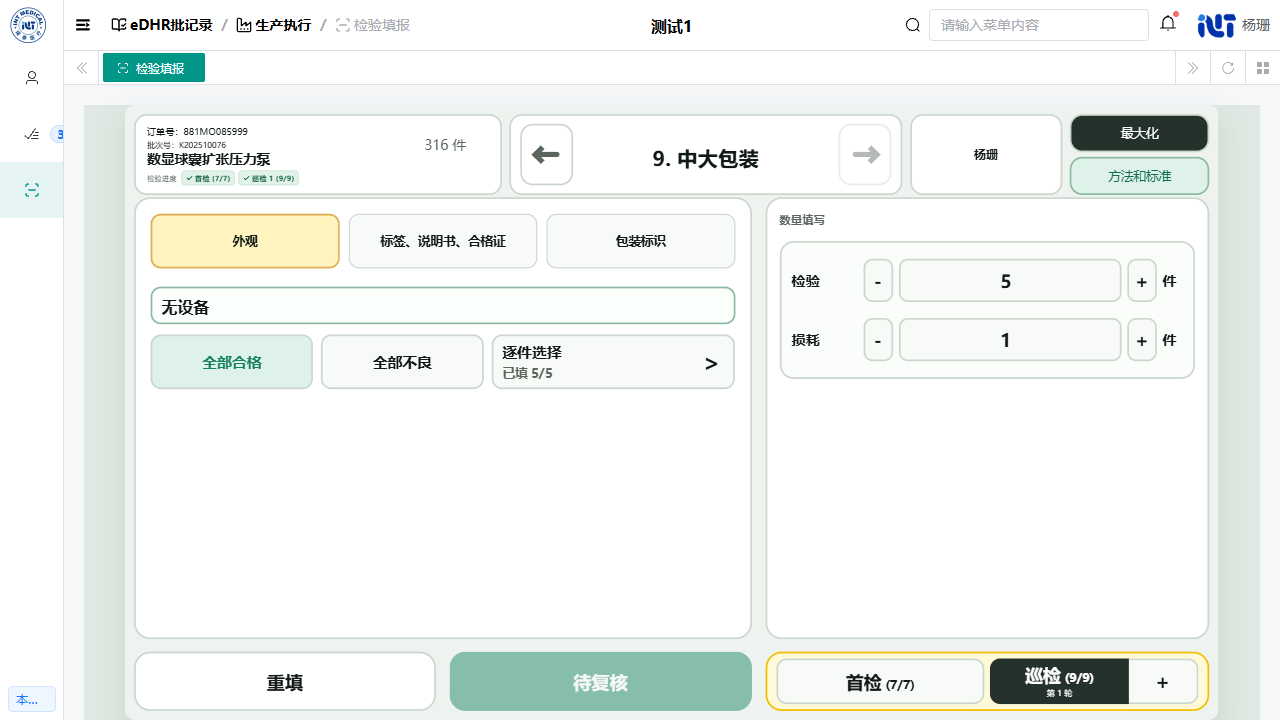 eDHR批记录 / 生产执行 / 检验填报
测试1
请输入菜单内容
杨珊
检验填报
3
本...
订单号：881MO085999
批次号：K202510076
数显球囊扩张压力泵
316 件
检验进度 ✓ 首检 (7/7) ✓ 巡检 1 (9/9)
9. 中大包装
杨珊
最大化
方法和标准
外观
标签、说明书、合格证
包装标识
无设备
全部合格
全部不良
逐件选择
已填 5/5
>
数量填写
检验 - 5 + 件
损耗 - 1 + 件
重填
待复核
首检 (7/7)
巡检 (9/9)
第 1 轮
+